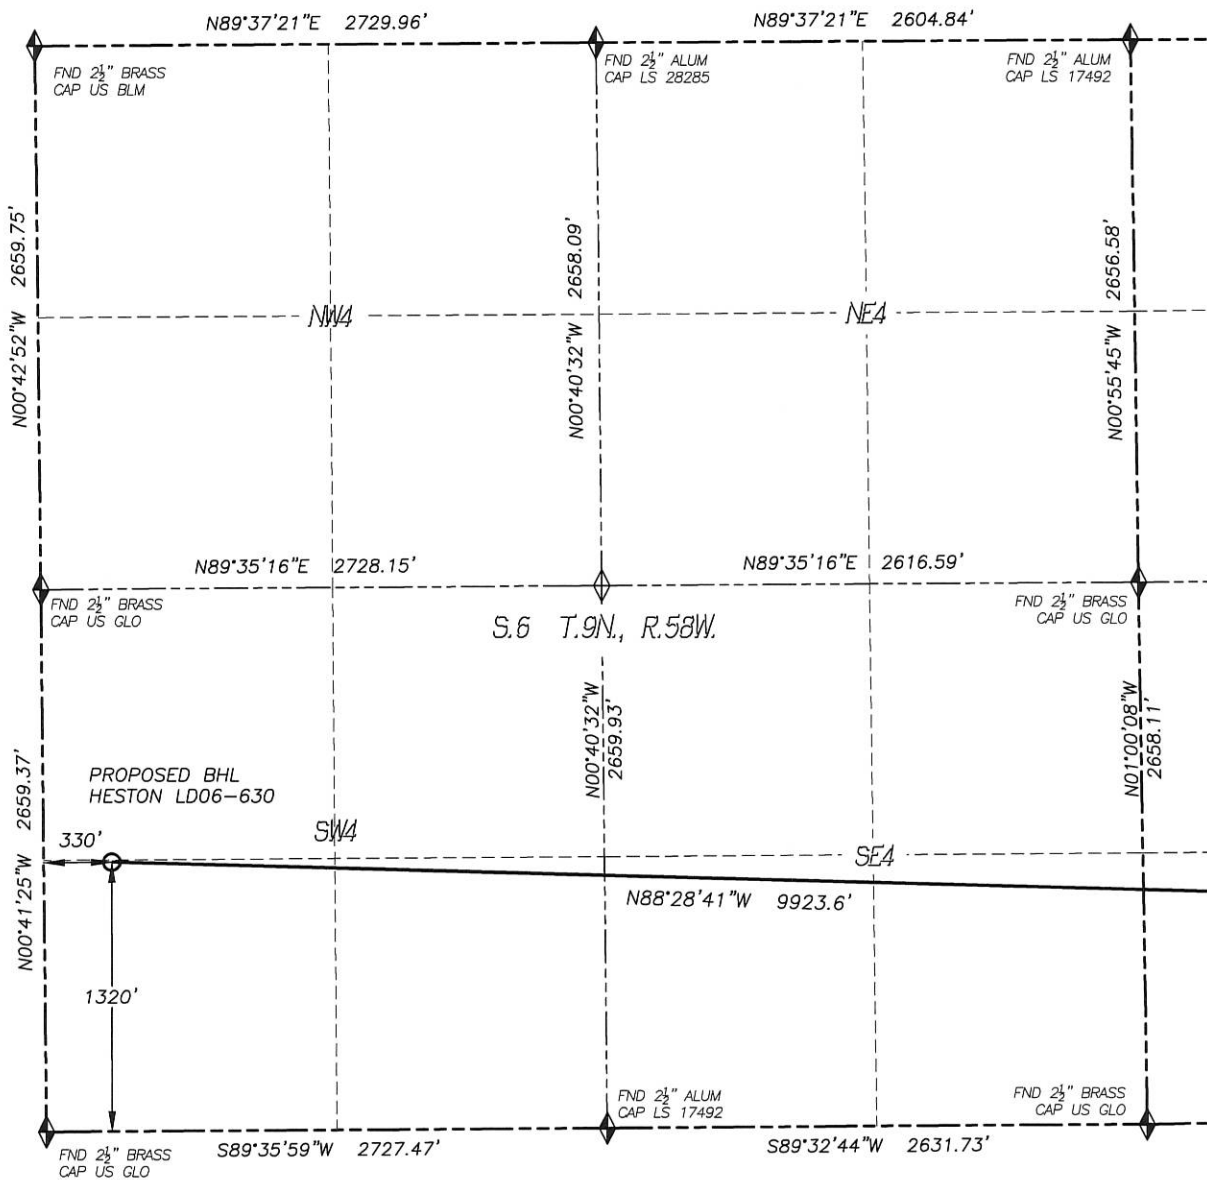 N89°37'21"E 2729.96'
N89°37'21"E 2604.84'
FND 2½" BRASS
CAP US BLM
FND 2½" ALUM
CAP LS 28285
FND 2½" ALUM
CAP LS 17492
N00°42'52"W 2659.75'
N00°40'32"W 2658.09'
N00°55'45"W 2656.58'
NW4
NE4
N89°35'16"E 2728.15'
N89°35'16"E 2616.59'
FND 2½" BRASS
CAP US GLO
FND 2½" BRASS
CAP US GLO
S.6 T.9N., R.58W.
N00°41'25"W 2659.37'
N00°40'32"W
2659.93'
N01°00'08"W
2658.11'
PROPOSED BHL
HESTON LD06-630
330'
SW4
SE4
N88°28'41"W 9923.6'
1320'
FND 2½" ALUM
CAP LS 17492
FND 2½" BRASS
CAP US GLO
S89°35'59"W 2727.47'
S89°32'44"W 2631.73'
FND 2½" BRASS
CAP US GLO